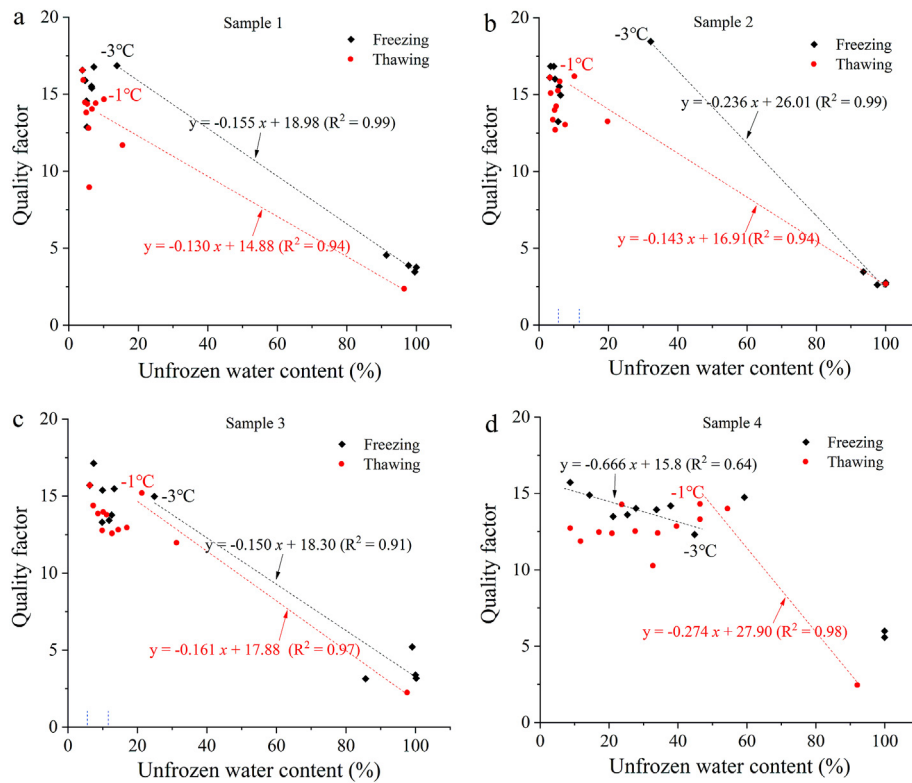 a
Sample 1
Quality factor
20
15
10
5
0
-3℃
-1℃
Freezing
Thawing
y = -0.155 x + 18.98 (R² = 0.99)
y = -0.130 x + 14.88 (R² = 0.94)
0 20 40 60 80 100
Unfrozen water content (%)
b
Sample 2
Quality factor
20
15
10
5
0
-3℃
-1℃
Freezing
Thawing
y = -0.236 x + 26.01 (R² = 0.99)
y = -0.143 x + 16.91(R² = 0.94)
0 20 40 60 80 100
Unfrozen water content (%)
c
Sample 3
Quality factor
20
15
10
5
0
-1℃
-3℃
Freezing
Thawing
y = -0.150 x + 18.30 (R² = 0.91)
y = -0.161 x + 17.88 (R² = 0.97)
0 20 40 60 80 100
Unfrozen water content (%)
d
Sample 4
Quality factor
20
15
10
5
0
Freezing
Thawing
y = -0.666 x + 15.8 (R² = 0.64)
-1℃
-3℃
y = -0.274 x + 27.90 (R² = 0.98)
0 20 40 60 80 100
Unfrozen water content (%)